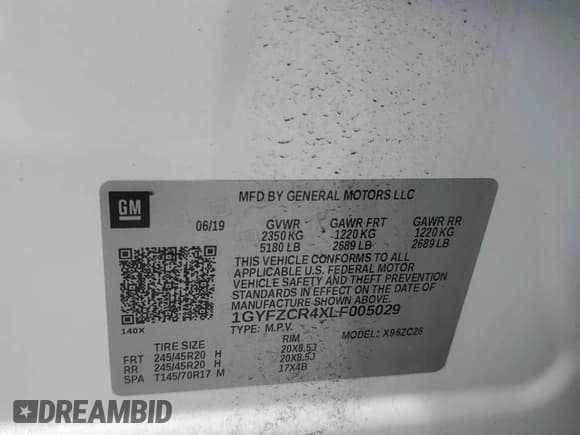 GM
MFD BY GENERAL MOTORS LLC
06/19 GVWR GAWR FRT GAWR RR
2350 KG 1220 KG 1220 KG
5180 LB 2689 LB 2689 LB
THIS VEHICLE CONFORMS TO ALL
APPLICABLE U.S. FEDERAL MOTOR
VEHICLE SAFETY AND THEFT PREVENTION
STANDARDS IN EFFECT ON THE DATE OF
MANUFACTURE SHOWN ABOVE.
1GYFZCR4XLF005029
140X TYPE: M.P.V. MODEL: X96ZC26
TIRE SIZE RIM
FRT 245/45R20 H 20X8.5J
RR 245/45R20 H 20X8.5J
SPA T145/70R17 M 17X4B
DREAMBID